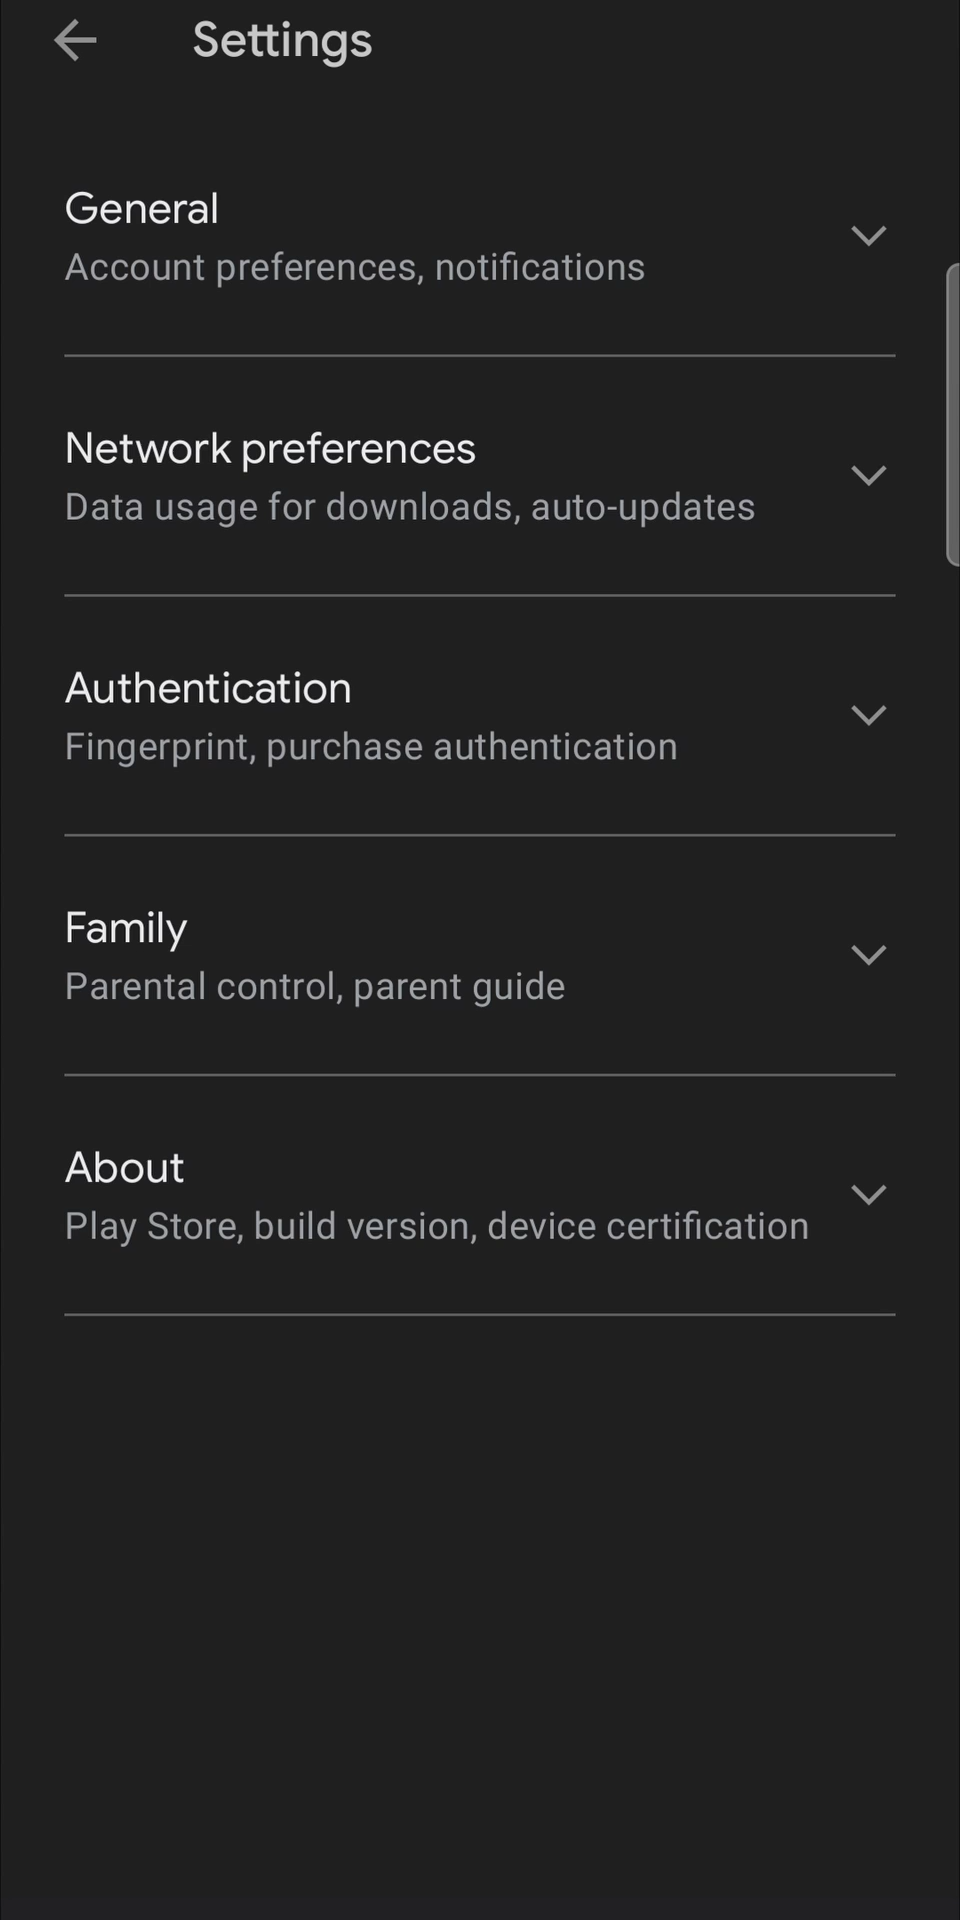 Settings
General
Account preferences, notifications
Network preferences
Data usage for downloads, auto-updates
Authentication
Fingerprint, purchase authentication
Family
Parental control, parent guide
About
Play Store, build version, device certification